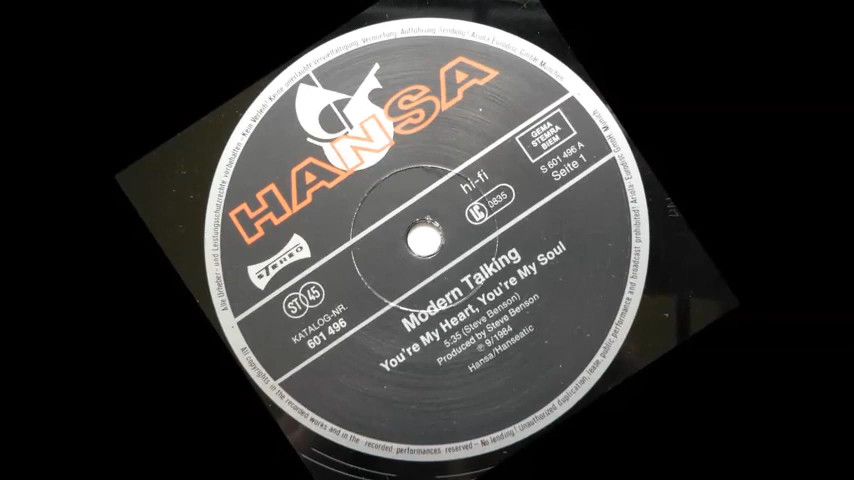 Alle Urheber- und Leistungsschutzrechte vorbehalten - Kein Verleih! Keine unerlaubte Vervielfältigung, Vermietung, Aufführung, Sendung! Ariola-Eurodisc GmbH München
HANSA
GEMA
STEMRA
BIEM
S 601 496 A
Seite 1
hi-fi
LC 0835
STEREO
ST 45
KATALOG-NR.
601 496
Modern Talking
You're My Heart, You're My Soul
5:35 (Steve Benson)
Produced by Steve Benson
℗ 9/1984
Hansa/Hanseatic
All copyrights in the recorded works and in the recorded performances reserved – No lending! Unauthorized duplication, lease, public performance and broadcast prohibited! Ariola-Eurodisc GmbH Munich